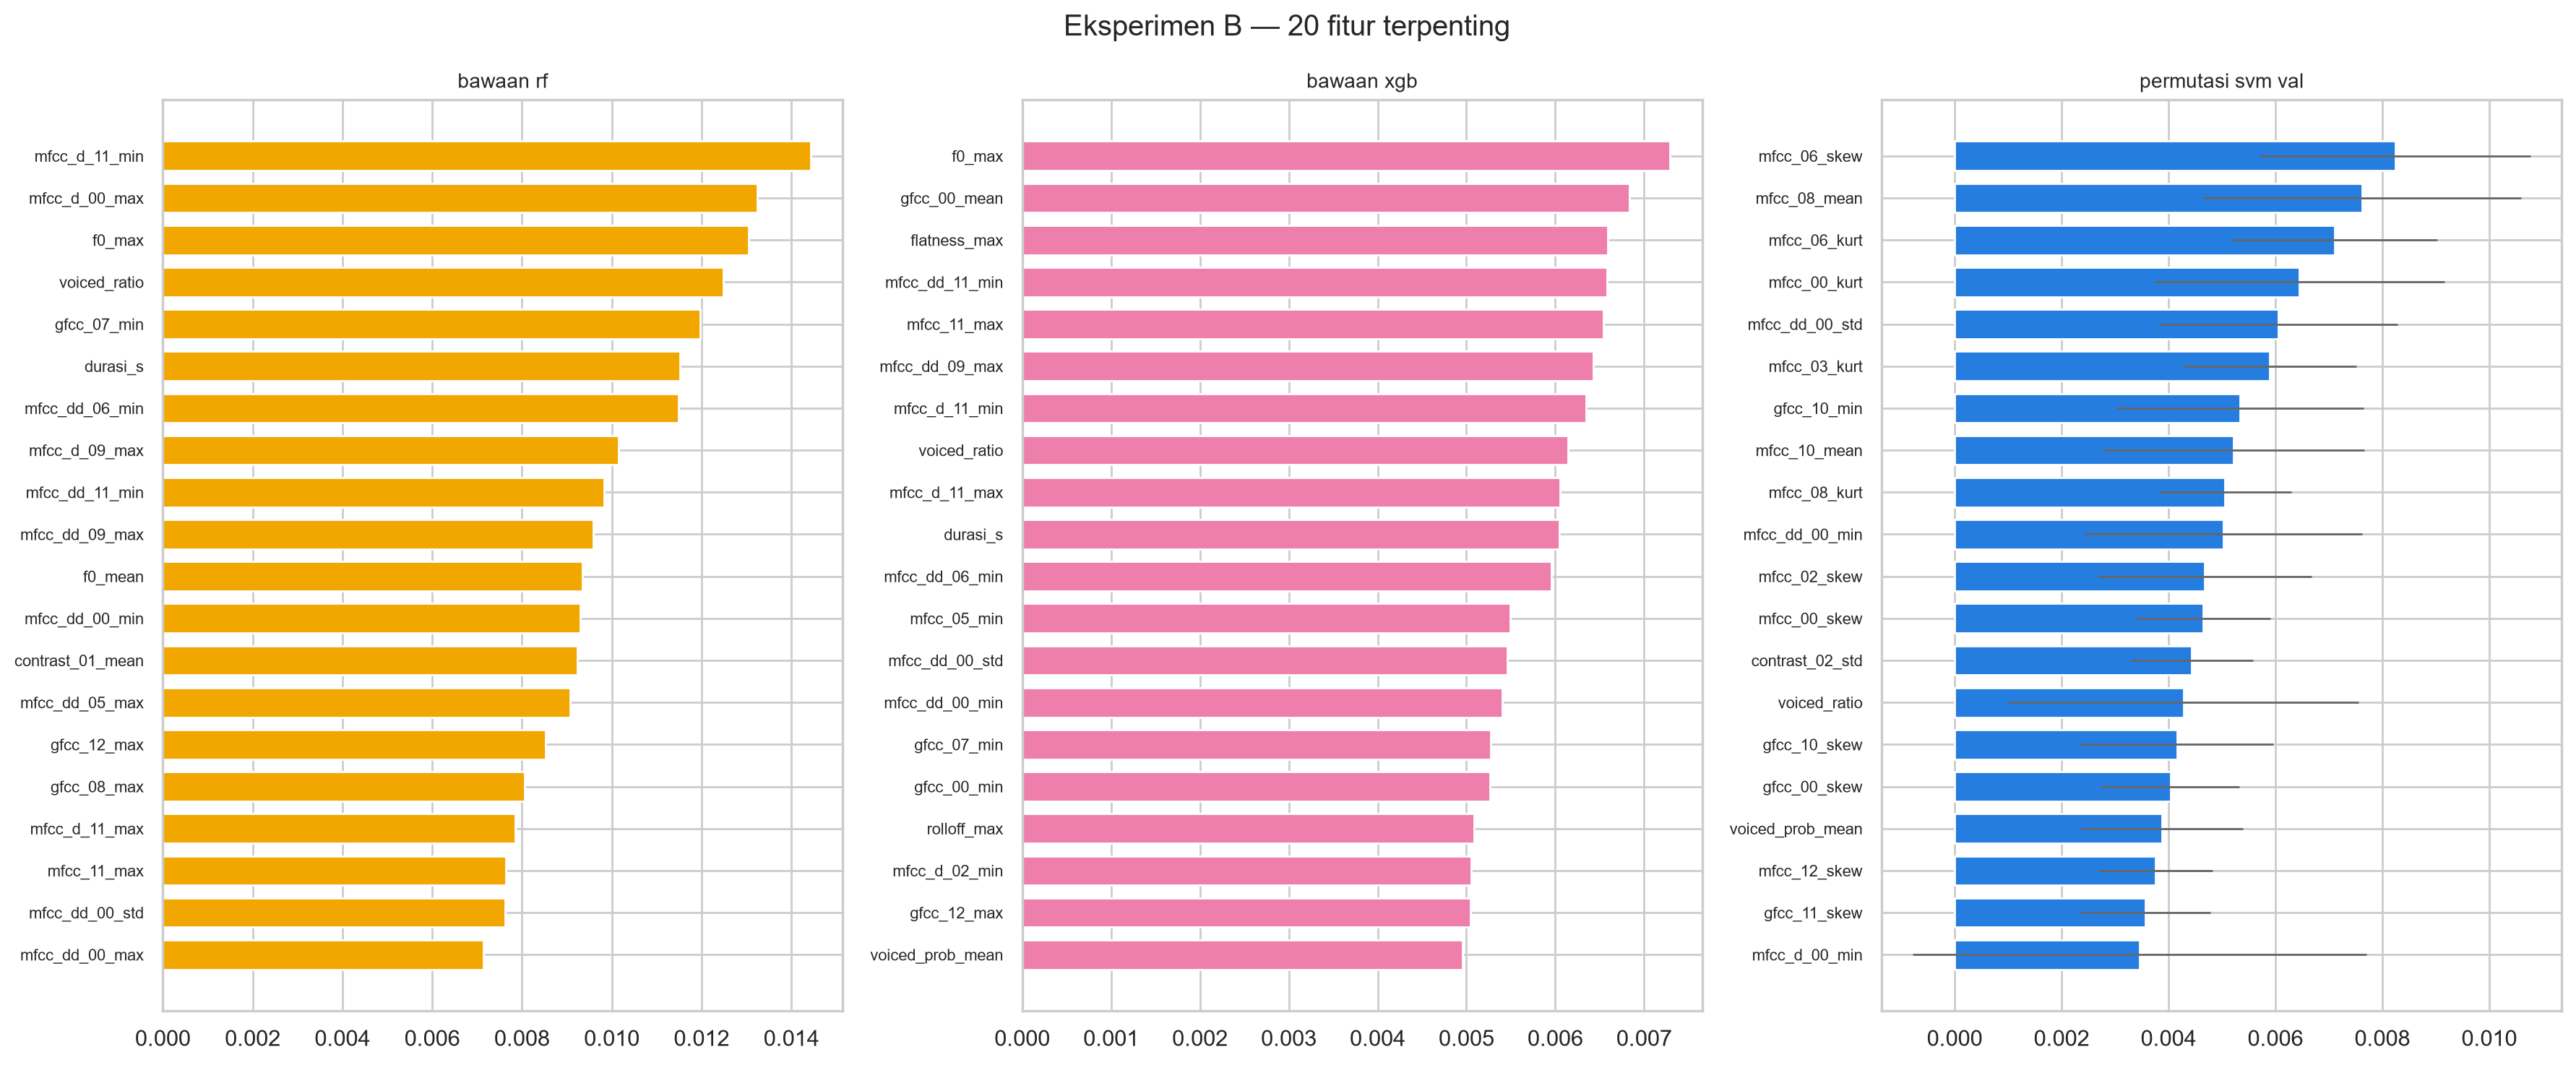 Eksperimen B — 20 fitur terpenting
bawaan rf
mfcc_d_11_min
mfcc_d_00_max
f0_max
voiced_ratio
gfcc_07_min
durasi_s
mfcc_dd_06_min
mfcc_d_09_max
mfcc_dd_11_min
mfcc_dd_09_max
f0_mean
mfcc_dd_00_min
contrast_01_mean
mfcc_dd_05_max
gfcc_12_max
gfcc_08_max
mfcc_d_11_max
mfcc_11_max
mfcc_dd_00_std
mfcc_dd_00_max
0.000 0.002 0.004 0.006 0.008 0.010 0.012 0.014
bawaan xgb
f0_max
gfcc_00_mean
flatness_max
mfcc_dd_11_min
mfcc_11_max
mfcc_dd_09_max
mfcc_d_11_min
voiced_ratio
mfcc_d_11_max
durasi_s
mfcc_dd_06_min
mfcc_05_min
mfcc_dd_00_std
mfcc_dd_00_min
gfcc_07_min
gfcc_00_min
rolloff_max
mfcc_d_02_min
gfcc_12_max
voiced_prob_mean
0.000 0.001 0.002 0.003 0.004 0.005 0.006 0.007
permutasi svm val
mfcc_06_skew
mfcc_08_mean
mfcc_06_kurt
mfcc_00_kurt
mfcc_dd_00_std
mfcc_03_kurt
gfcc_10_min
mfcc_10_mean
mfcc_08_kurt
mfcc_dd_00_min
mfcc_02_skew
mfcc_00_skew
contrast_02_std
voiced_ratio
gfcc_10_skew
gfcc_00_skew
voiced_prob_mean
mfcc_12_skew
gfcc_11_skew
mfcc_d_00_min
0.000 0.002 0.004 0.006 0.008 0.010